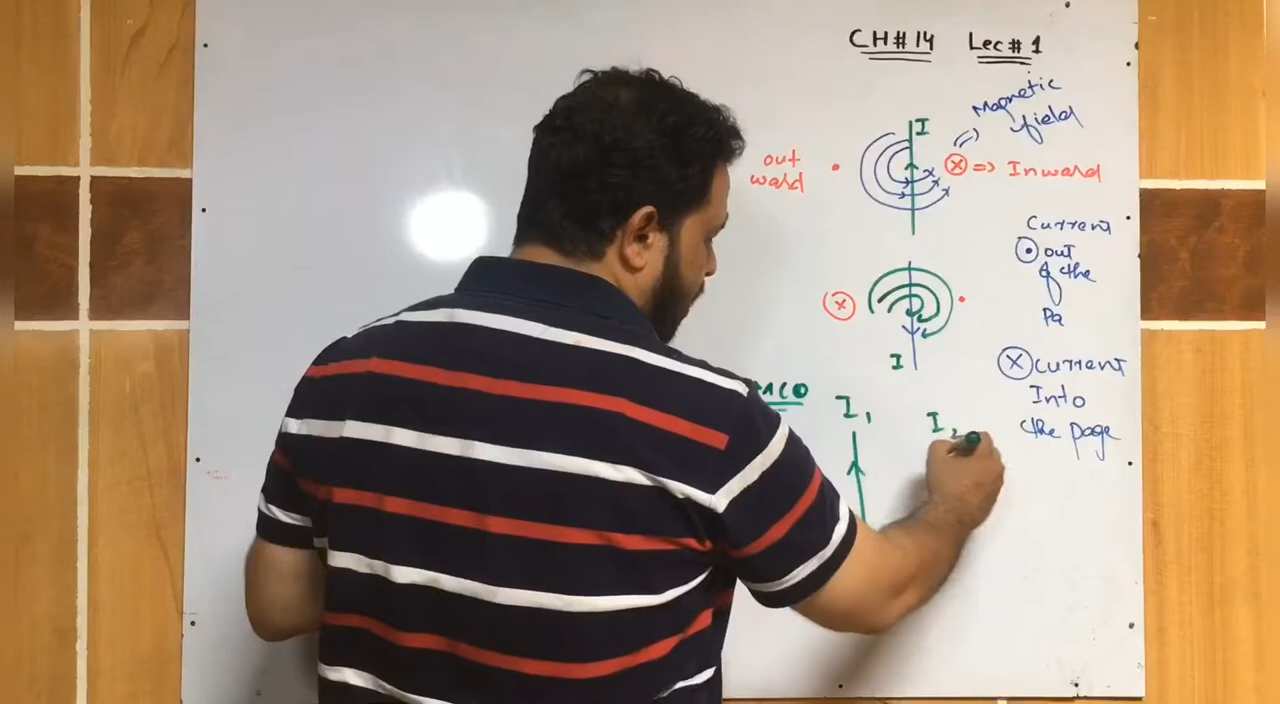 CH#14 Lec#1
Magnetic
field
I
out
ward
x => Inward
Current
out
of the
Pa
x
I
x Current
Into
the page
I₁
I₂